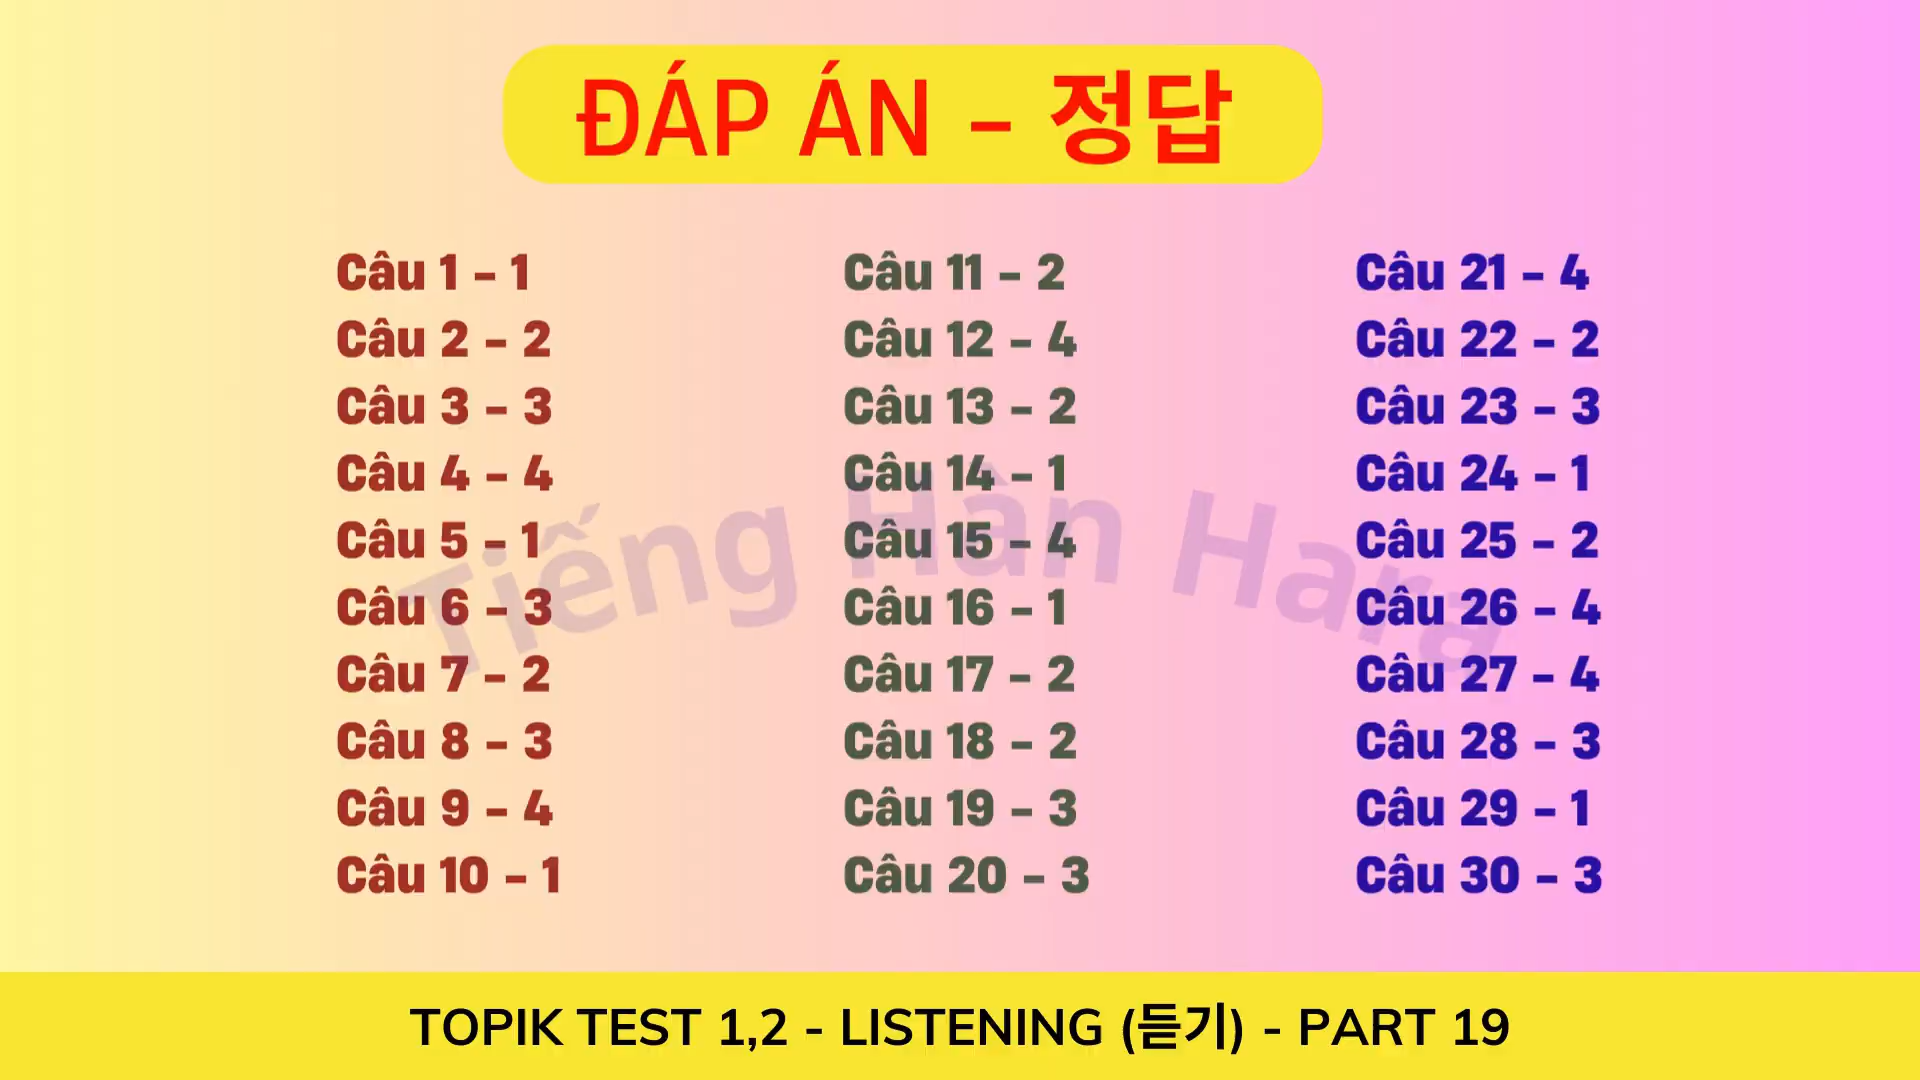 ĐÁP ÁN - 정답
Câu 1 - 1
Câu 2 - 2
Câu 3 - 3
Câu 4 - 4
Câu 5 - 1
Câu 6 - 3
Câu 7 - 2
Câu 8 - 3
Câu 9 - 4
Câu 10 - 1
Câu 11 - 2
Câu 12 - 4
Câu 13 - 2
Câu 14 - 1
Câu 15 - 4
Câu 16 - 1
Câu 17 - 2
Câu 18 - 2
Câu 19 - 3
Câu 20 - 3
Câu 21 - 4
Câu 22 - 2
Câu 23 - 3
Câu 24 - 1
Câu 25 - 2
Câu 26 - 4
Câu 27 - 4
Câu 28 - 3
Câu 29 - 1
Câu 30 - 3
Tiếng Hàn Hara
TOPIK TEST 1,2 - LISTENING (듣기) - PART 19